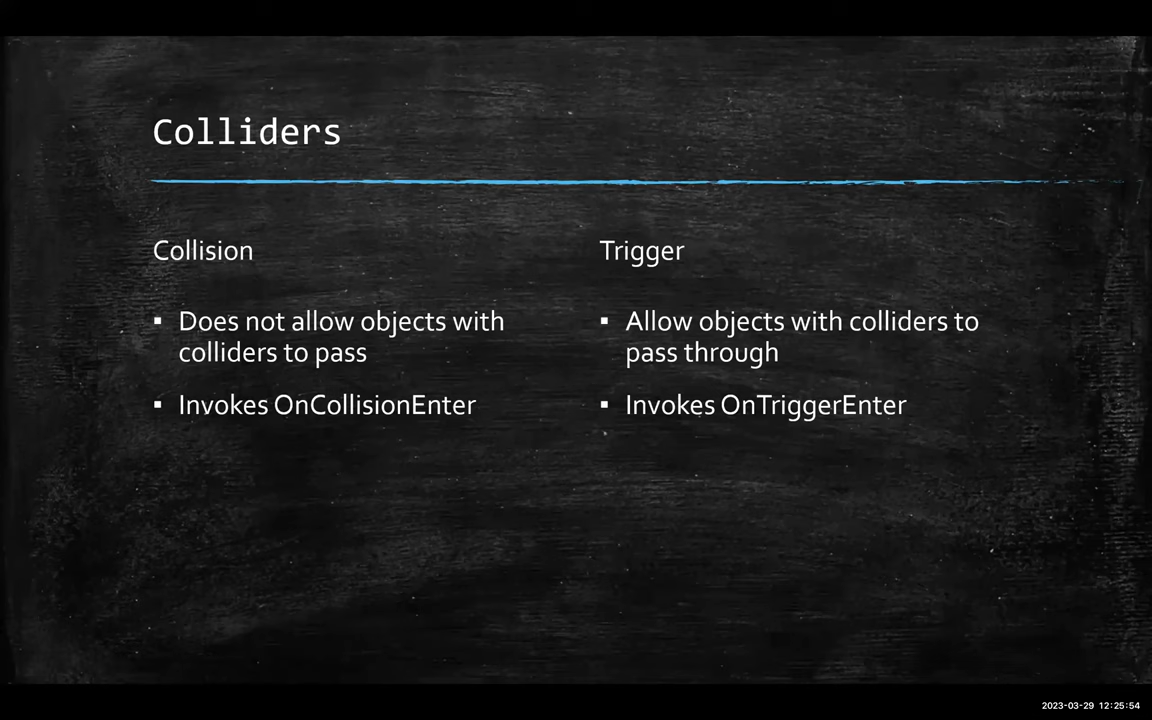 Colliders
Collision
▪ Does not allow objects with
colliders to pass
▪ Invokes OnCollisionEnter
Trigger
▪ Allow objects with colliders to
pass through
▪ Invokes OnTriggerEnter
2023-03-29 12:25:54